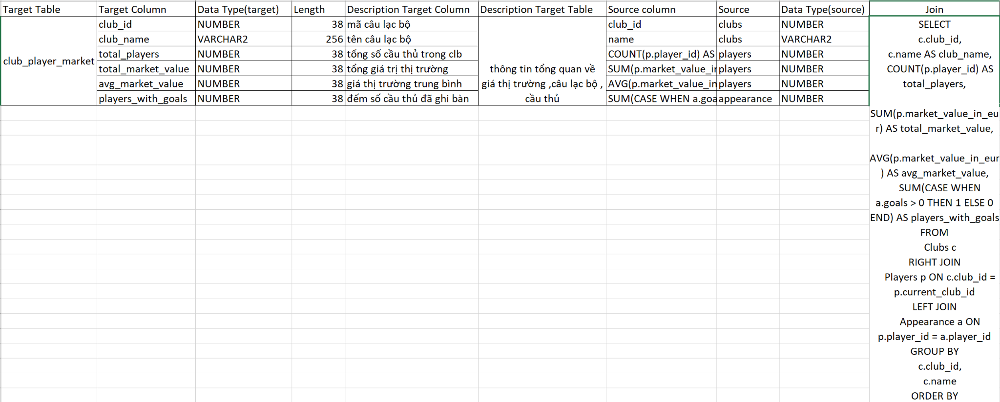 Target Table Target Column Data Type(target) Length Description Target Column Description Target Table Source column Source Data Type(source) Join
club_player_market
club_id NUMBER 38 mã câu lạc bộ club_id clubs NUMBER
club_name VARCHAR2 256 tên câu lạc bộ name clubs VARCHAR2
total_players NUMBER 38 tổng số cầu thủ trong clb COUNT(p.player_id) AS players NUMBER
total_market_value NUMBER 38 tổng giá trị thị trường SUM(p.market_value_in players NUMBER
avg_market_value NUMBER 38 giá thị trường trung bình AVG(p.market_value_in players NUMBER
players_with_goals NUMBER 38 đếm số cầu thủ đã ghi bàn SUM(CASE WHEN a.goa appearance NUMBER
thông tin tổng quan về
giá thị trường ,câu lạc bộ ,
cầu thủ
SELECT
c.club_id,
c.name AS club_name,
COUNT(p.player_id) AS
total_players,
SUM(p.market_value_in_eu
r) AS total_market_value,
AVG(p.market_value_in_eur
) AS avg_market_value,
SUM(CASE WHEN
a.goals > 0 THEN 1 ELSE 0
END) AS players_with_goals
FROM
Clubs c
RIGHT JOIN
Players p ON c.club_id =
p.current_club_id
LEFT JOIN
Appearance a ON
p.player_id = a.player_id
GROUP BY
c.club_id,
c.name
ORDER BY